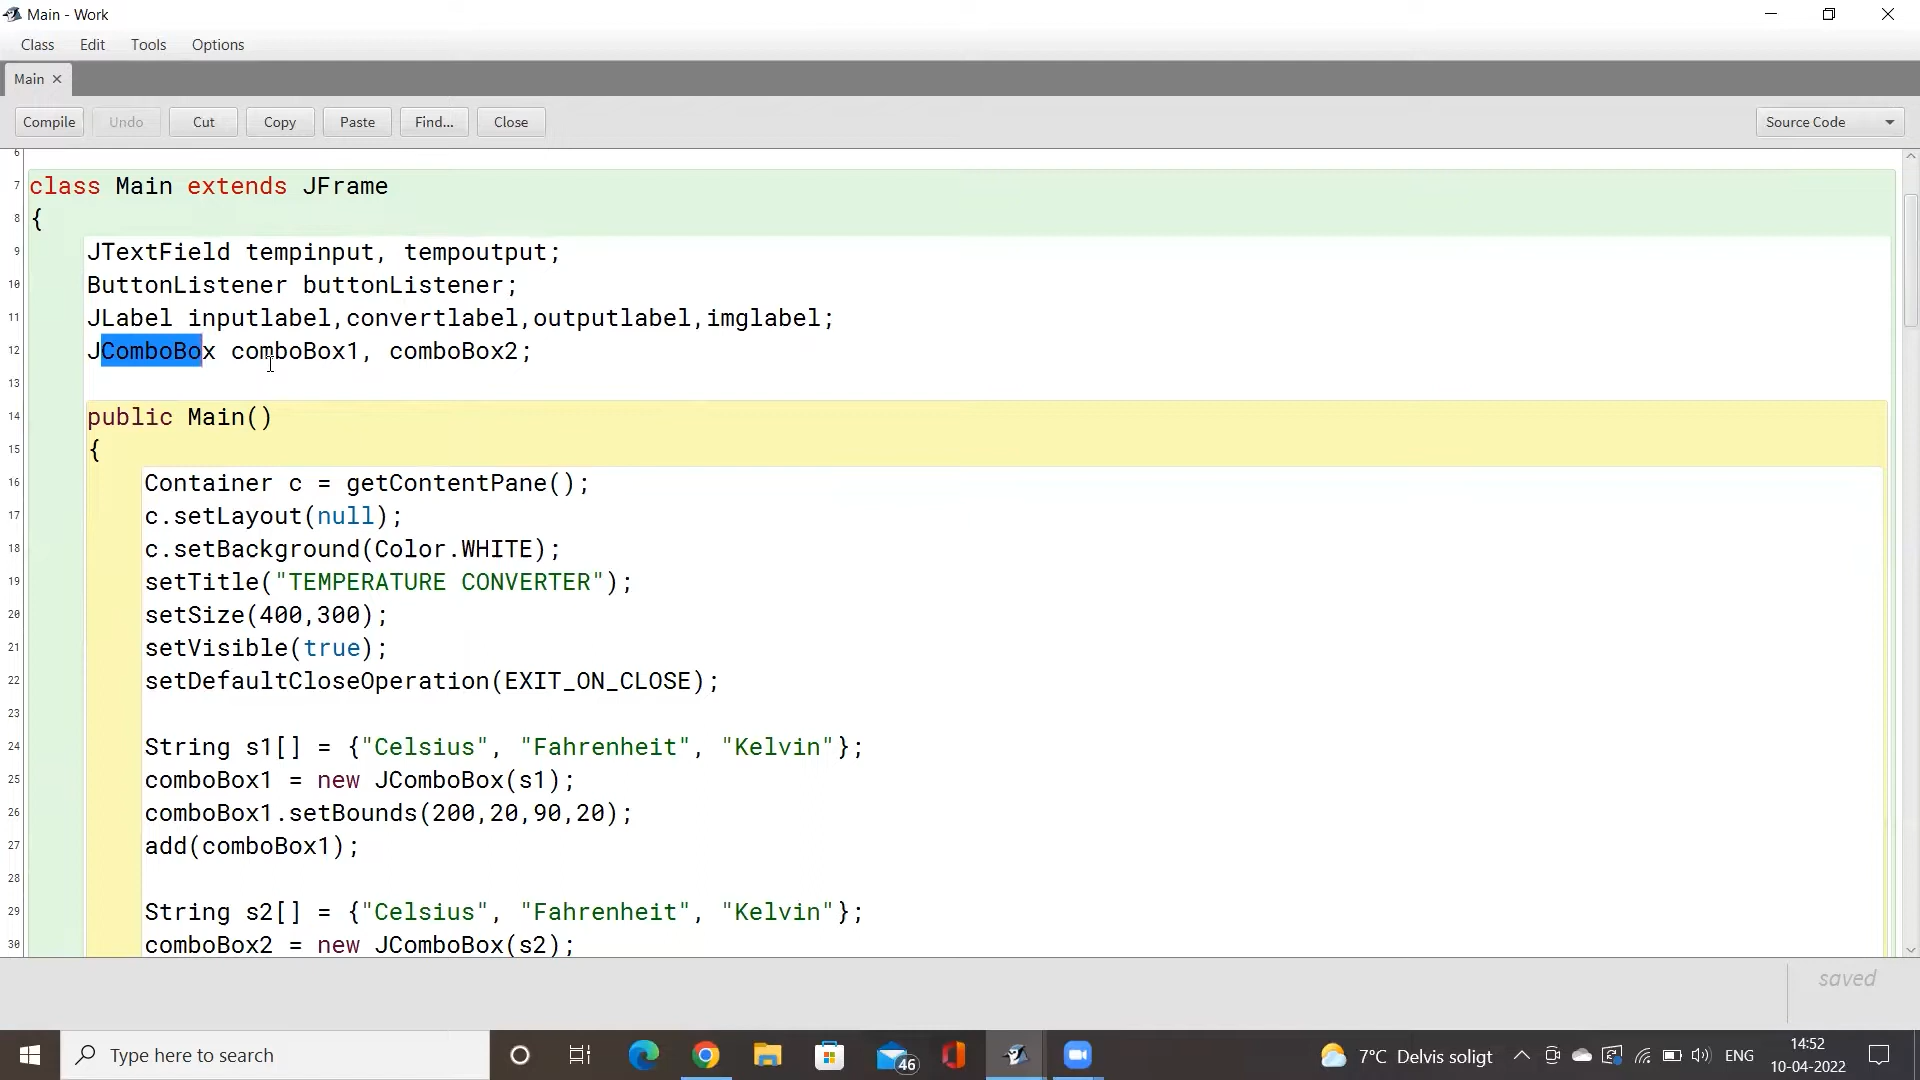 Main - Work
Class Edit Tools Options
Main ×
Compile Undo Cut Copy Paste Find... Close Source Code
6
7 class Main extends JFrame
8 {
9 JTextField tempinput, tempoutput;
10 ButtonListener buttonListener;
11 JLabel inputlabel,convertlabel,outputlabel,imglabel;
12 JComboBox comboBox1, comboBox2;
13
14 public Main()
15 {
16 Container c = getContentPane();
17 c.setLayout(null);
18 c.setBackground(Color.WHITE);
19 setTitle("TEMPERATURE CONVERTER");
20 setSize(400,300);
21 setVisible(true);
22 setDefaultCloseOperation(EXIT_ON_CLOSE);
23
24 String s1[] = {"Celsius", "Fahrenheit", "Kelvin"};
25 comboBox1 = new JComboBox(s1);
26 comboBox1.setBounds(200,20,90,20);
27 add(comboBox1);
28
29 String s2[] = {"Celsius", "Fahrenheit", "Kelvin"};
30 comboBox2 = new JComboBox(s2);
saved
Type here to search 46 7°C Delvis soligt ENG 14:52
10-04-2022